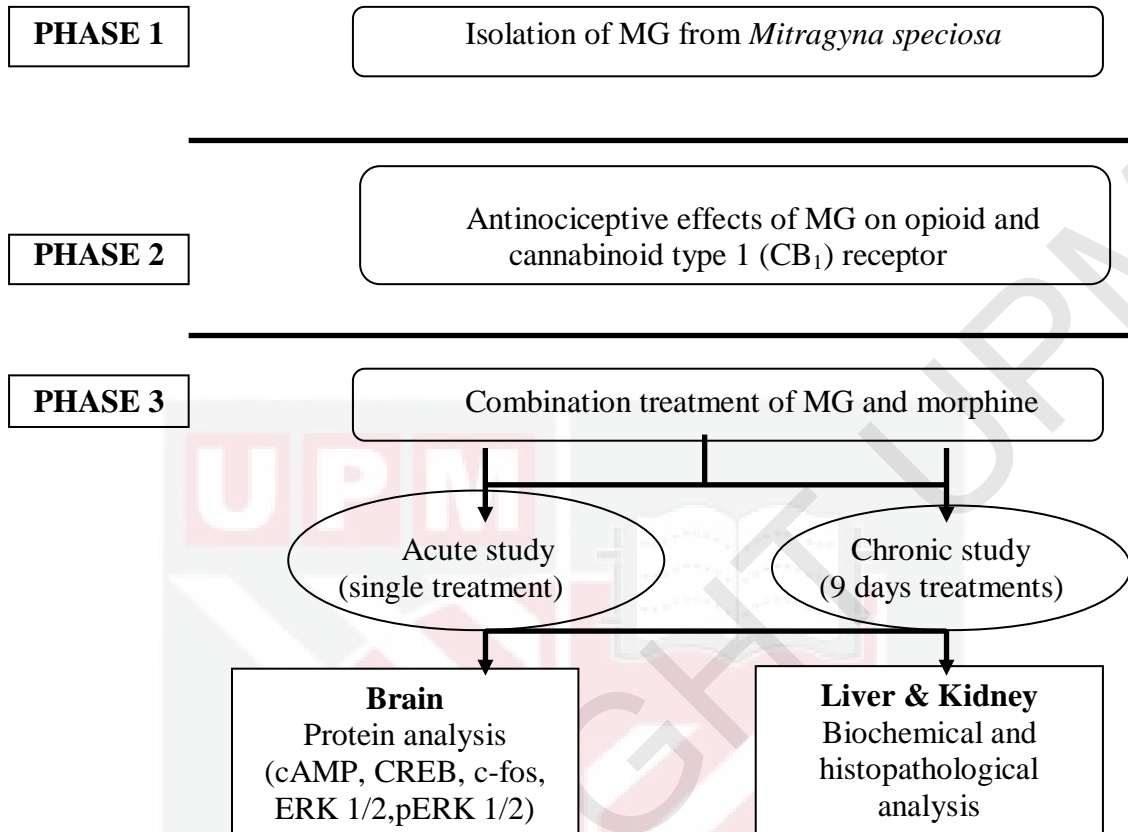 PHASE 1
Isolation of MG from Mitragyna speciosa
PHASE 2
Antinociceptive effects of MG on opioid and
cannabinoid type 1 (CB₁) receptor
PHASE 3
Combination treatment of MG and morphine
UPM
Acute study
(single treatment)
Chronic study
(9 days treatments)
Brain
Protein analysis
(cAMP, CREB, c-fos,
ERK 1/2,pERK 1/2)
Liver & Kidney
Biochemical and
histopathological
analysis
GHT UPM